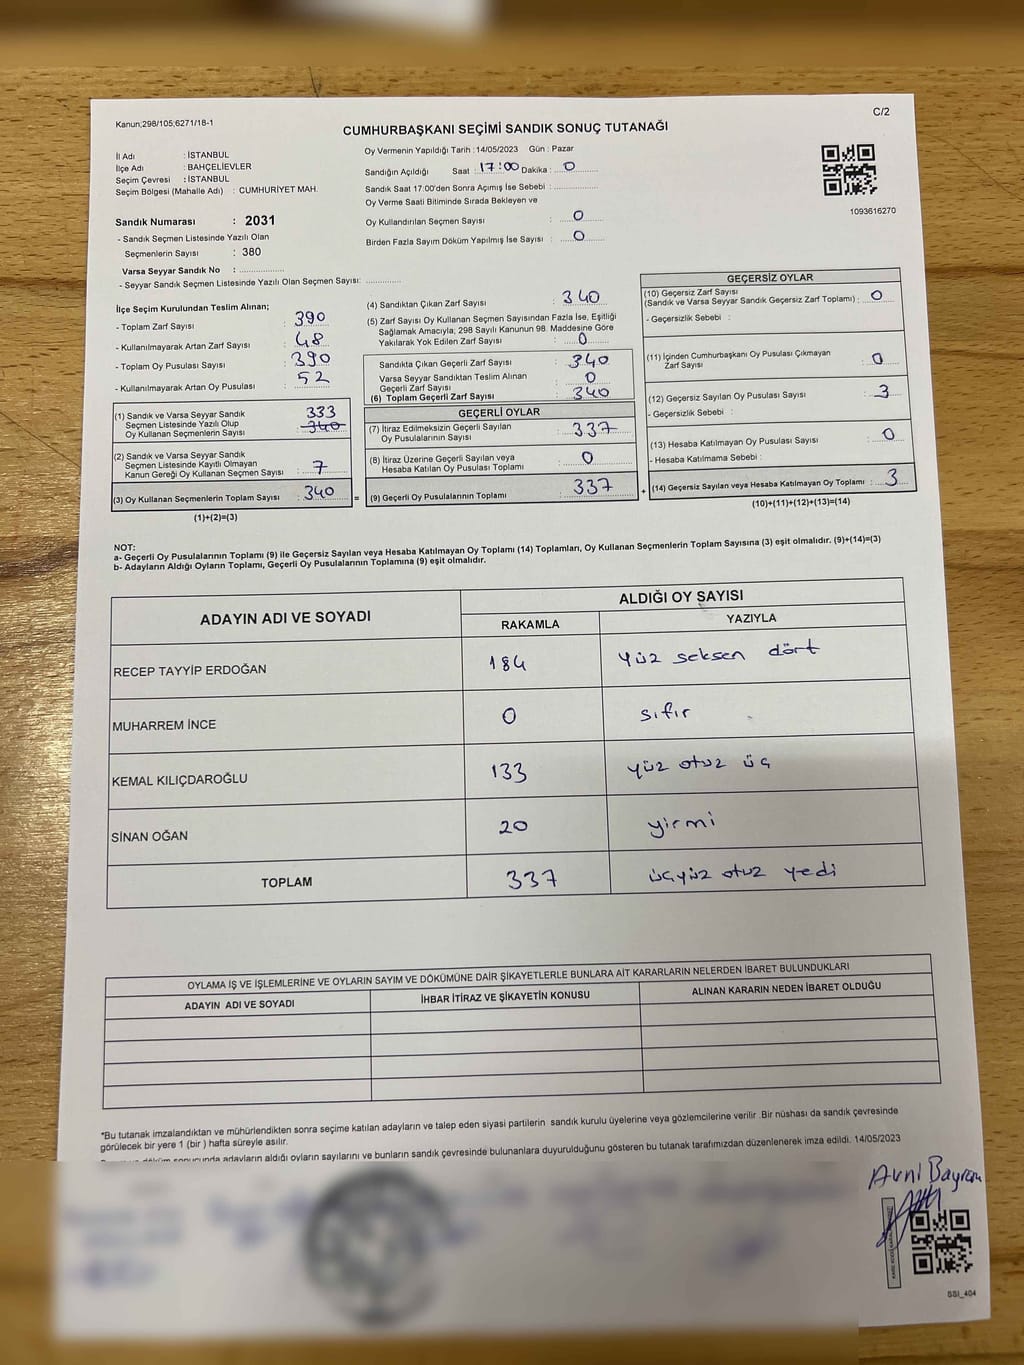 Kanun;298/105;6271/18-1
C/2
CUMHURBAŞKANI SEÇİMİ SANDIK SONUÇ TUTANAĞI
İl Adı : İSTANBUL
İlçe Adı : BAHÇELİEVLER
Seçim Çevresi : İSTANBUL
Seçim Bölgesi (Mahalle Adı) : CUMHURİYET MAH.
Sandık Numarası : 2031
- Sandık Seçmen Listesinde Yazılı Olan
Seçmenlerin Sayısı : 380
Varsa Seyyar Sandık No :
- Seyyar Sandık Seçmen Listesinde Yazılı Olan Seçmen Sayısı:
Oy Vermenin Yapıldığı Tarih : 14/05/2023 Gün : Pazar
Sandığın Açıldığı Saat : 17:00 Dakika : 0
Sandık Saat 17:00'den Sonra Açımış İse Sebebi :
Oy Verme Saati Bitiminde Sırada Bekleyen ve
Oy Kullandırılan Seçmen Sayısı : 0
Birden Fazla Sayım Döküm Yapılmış İse Sayısı : 0
1093616270
İlçe Seçim Kurulundan Teslim Alınan;
- Toplam Zarf Sayısı : 390
- Kullanılmayarak Artan Zarf Sayısı : 48
- Toplam Oy Pusulası Sayısı : 390
- Kullanılmayarak Artan Oy Pusulası : 52
(1) Sandık ve Varsa Seyyar Sandık 333
Seçmen Listesinde Yazılı Olup
Oy Kullanan Seçmenlerin Sayısı : 340
(2) Sandık ve Varsa Seyyar Sandık
Seçmen Listesinde Kayıtlı Olmayan
Kanun Gereği Oy Kullanan Seçmen Sayısı : 7
(3) Oy Kullanan Seçmenlerin Toplam Sayısı : 340
(1)+(2)=(3)
(4) Sandıktan Çıkan Zarf Sayısı : 340
(5) Zarf Sayısı Oy Kullanan Seçmen Sayısından Fazla İse, Eşitliği
Sağlamak Amacıyla; 298 Sayılı Kanunun 98. Maddesine Göre
Yakılarak Yok Edilen Zarf Sayısı : 0
Sandıkta Çıkan Geçerli Zarf Sayısı : 340
Varsa Seyyar Sandıktan Teslim Alınan
Geçerli Zarf Sayısı : 0
(6) Toplam Geçerli Zarf Sayısı : 340
GEÇERLİ OYLAR
(7) İtiraz Edilmeksizin Geçerli Sayılan
Oy Pusulalarının Sayısı : 337
(8) İtiraz Üzerine Geçerli Sayılan veya
Hesaba Katılan Oy Pusulası Toplamı : 0
= (9) Geçerli Oy Pusulalarının Toplamı : 337
GEÇERSİZ OYLAR
(10) Geçersiz Zarf Sayısı
(Sandık ve Varsa Seyyar Sandık Geçersiz Zarf Toplamı) : 0
- Geçersizlik Sebebi :
(11) İçinden Cumhurbaşkanı Oy Pusulası Çıkmayan
Zarf Sayısı : 0
(12) Geçersiz Sayılan Oy Pusulası Sayısı : 3
- Geçersizlik Sebebi :
(13) Hesaba Katılmayan Oy Pusulası Sayısı : 0
- Hesaba Katılmama Sebebi :
+ (14) Geçersiz Sayılan veya Hesaba Katılmayan Oy Toplamı : 3
(10)+(11)+(12)+(13)=(14)
NOT:
a- Geçerli Oy Pusulalarının Toplamı (9) ile Geçersiz Sayılan veya Hesaba Katılmayan Oy Toplamı (14) Toplamları, Oy Kullanan Seçmenlerin Toplam Sayısına (3) eşit olmalıdır. (9)+(14)=(3)
b- Adayların Aldığı Oyların Toplamı, Geçerli Oy Pusulalarının Toplamına (9) eşit olmalıdır.
ADAYIN ADI VE SOYADI ALDIĞI OY SAYISI
RAKAMLA YAZIYLA
RECEP TAYYİP ERDOĞAN 184 yüz seksen dört
MUHARREM İNCE 0 sıfır
KEMAL KILIÇDAROĞLU 133 yüz otuz üç
SİNAN OĞAN 20 yirmi
TOPLAM 337 üçyüz otuz yedi
OYLAMA İŞ VE İŞLEMLERİNE VE OYLARIN SAYIM VE DÖKÜMÜNE DAİR ŞİKAYETLERLE BUNLARA AİT KARARLARIN NELERDEN İBARET BULUNDUKLARI
ADAYIN ADI VE SOYADI İHBAR İTİRAZ VE ŞİKAYETİN KONUSU ALINAN KARARIN NEDEN İBARET OLDUĞU
*Bu tutanak imzalandıktan ve mühürlendikten sonra seçime katılan adayların ve talep eden siyasi partilerin sandık kurulu üyelerine veya gözlemcilerine verilir .Bir nüshası da sandık çevresinde
görülecek bir yere 1 (bir ) hafta süreyle asılır.
sonucunda adayların aldığı oyların sayılarını ve bunların sandık çevresinde bulunanlara duyurulduğunu gösteren bu tutanak tarafımızdan düzenlenerek imza edildi. 14/05/2023
Avni Bayram
SSI_404